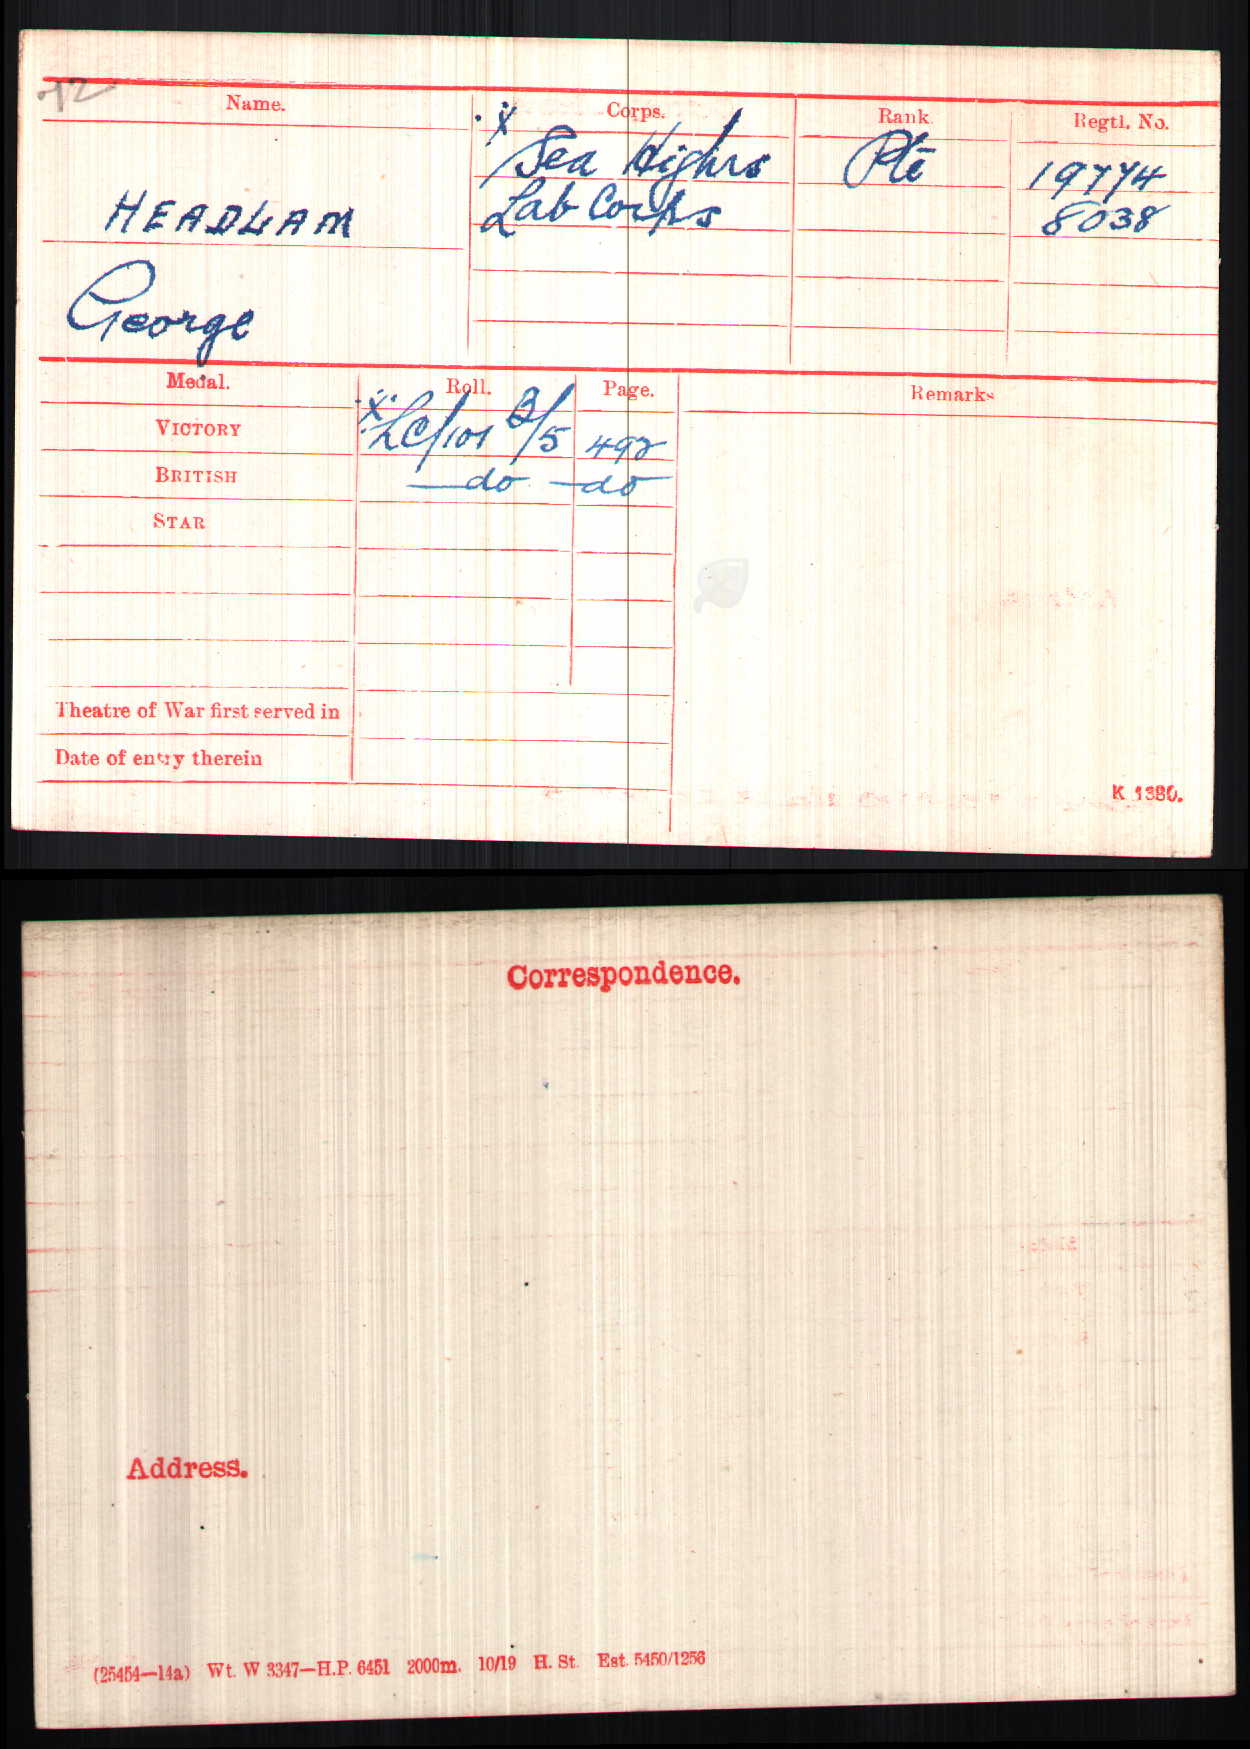 42
Name. Corps. Rank Regtl. No.
X Sea Highrs Pte 19774
HEADLAM Lab Corps 8038
George
Medal. Roll. Page. Remarks
VICTORY X LC/101 B/5 492
BRITISH do do
STAR
Theatre of War first served in
Date of entry therein
K 1380.
Correspondence.
Address.
(25454—14a) Wt. W 3347—H.P. 6451 2000m. 10/19 H. St. Est. 5450/1256